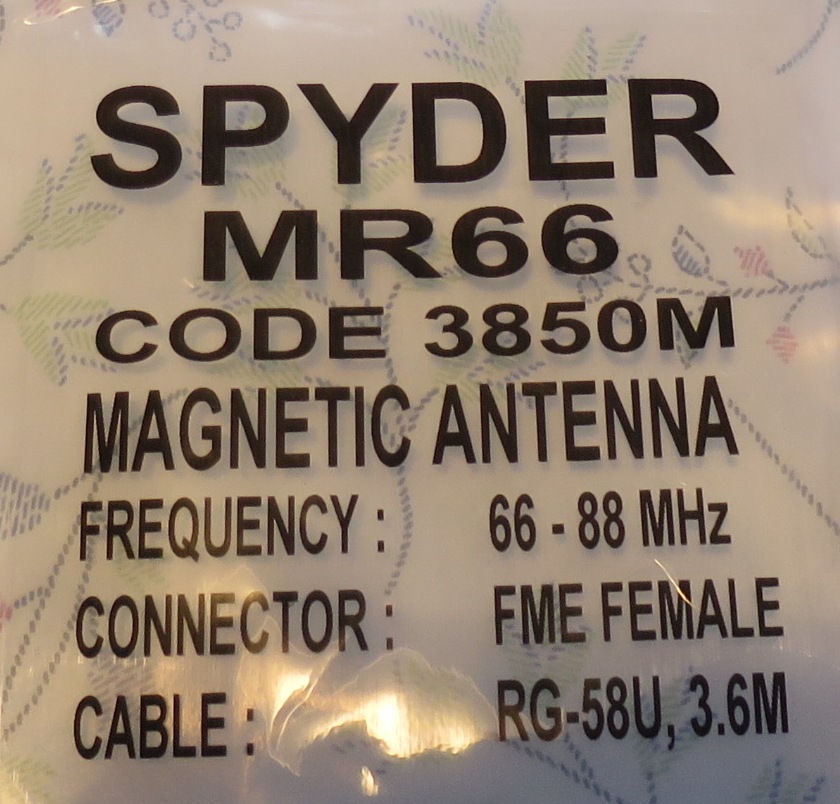 SPYDER
MR66
CODE 3850M
MAGNETIC ANTENNA
FREQUENCY : 66 - 88 MHz
CONNECTOR : FME FEMALE
CABLE : RG-58U, 3.6M